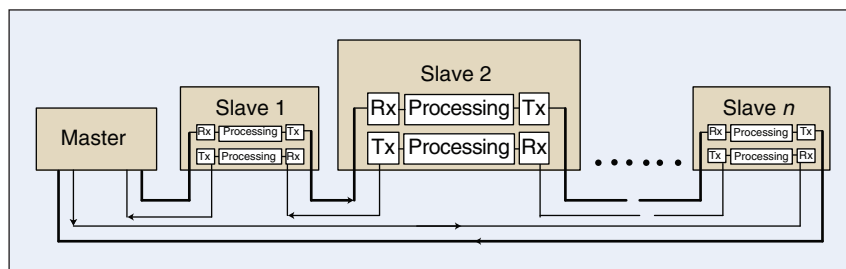 Slave 2
Slave 1
Slave n
Master
Rx Processing Tx
Tx Processing Rx
Rx Processing Tx
Tx Processing Rx
Rx Processing Tx
Tx Processing Rx